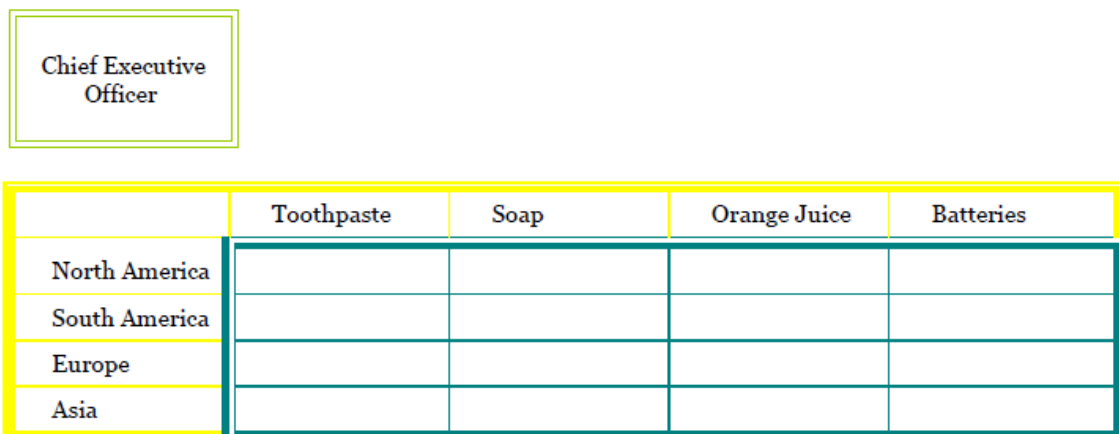 Chief Executive
Officer
Toothpaste Soap Orange Juice Batteries
North America
South America
Europe
Asia